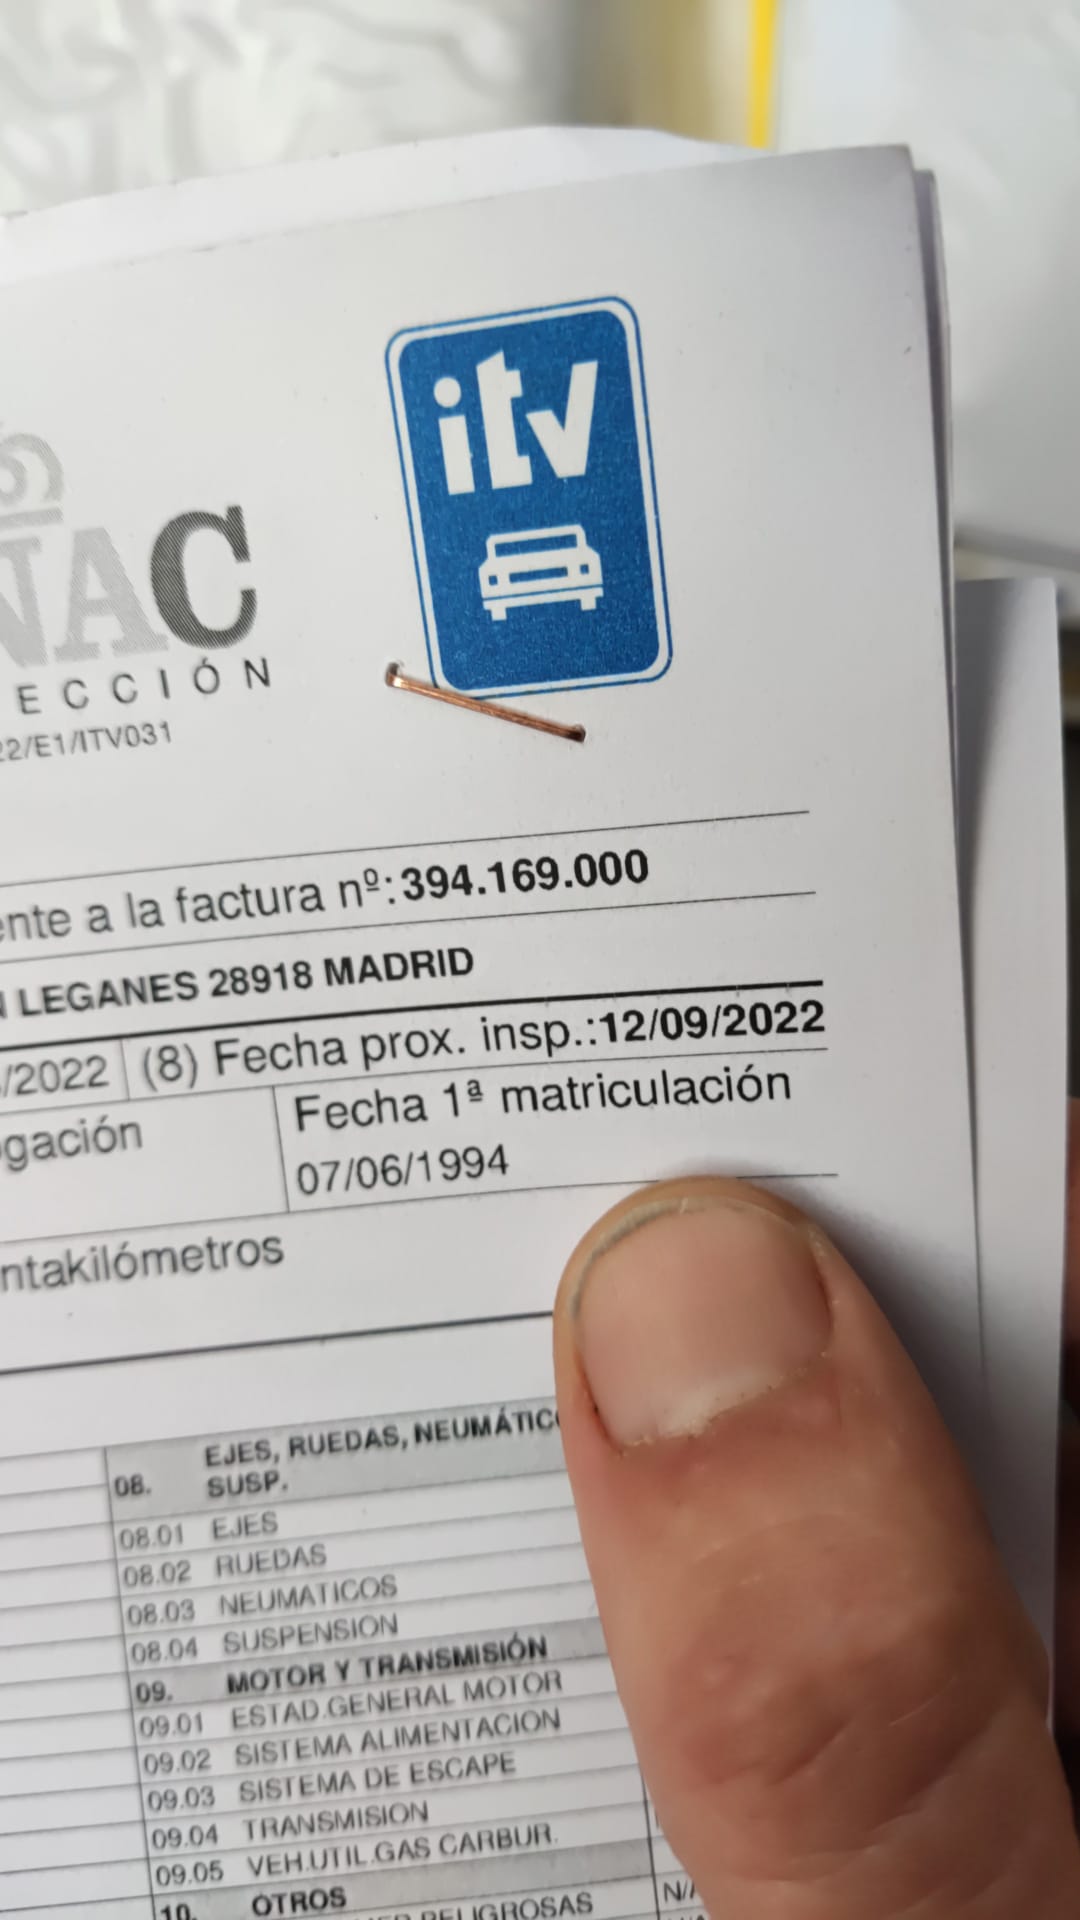 itv
NAC
ECCIÓN
22/E1/ITV031
ente a la factura nº:394.169.000
LEGANES 28918 MADRID
/2022 (8) Fecha prox. insp.:12/09/2022
gación
Fecha 1ª matriculación
07/06/1994
ntakilómetros
08. EJES, RUEDAS, NEUMÁTIC
SUSP.
08.01 EJES
08.02 RUEDAS
08.03 NEUMATICOS
08.04 SUSPENSION
09. MOTOR Y TRANSMISIÓN
09.01 ESTAD.GENERAL MOTOR
09.02 SISTEMA ALIMENTACION
09.03 SISTEMA DE ESCAPE
09.04 TRANSMISION
09.05 VEH.UTIL.GAS CARBUR.
10. OTROS
PELIGROSAS N/